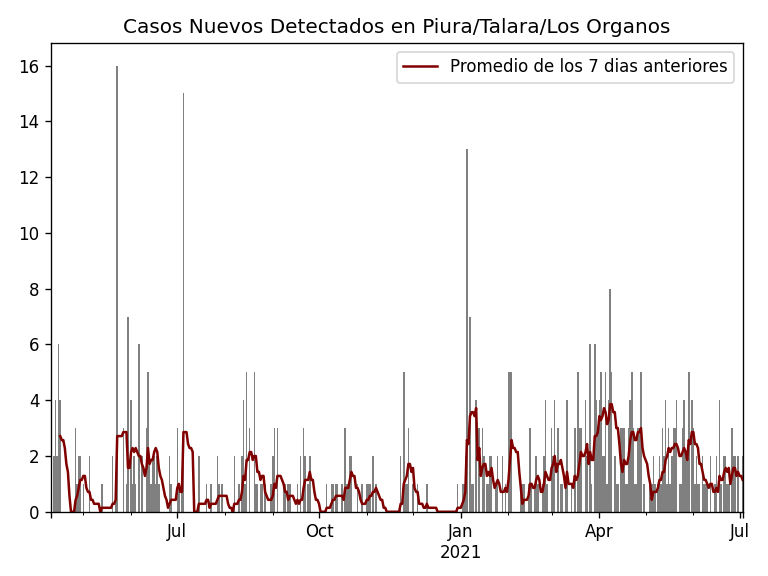 Casos Nuevos Detectados en Piura/Talara/Los Organos
Promedio de los 7 dias anteriores
16
14
12
10
8
6
4
2
0
Jul
Oct
Jan
2021
Apr
Jul